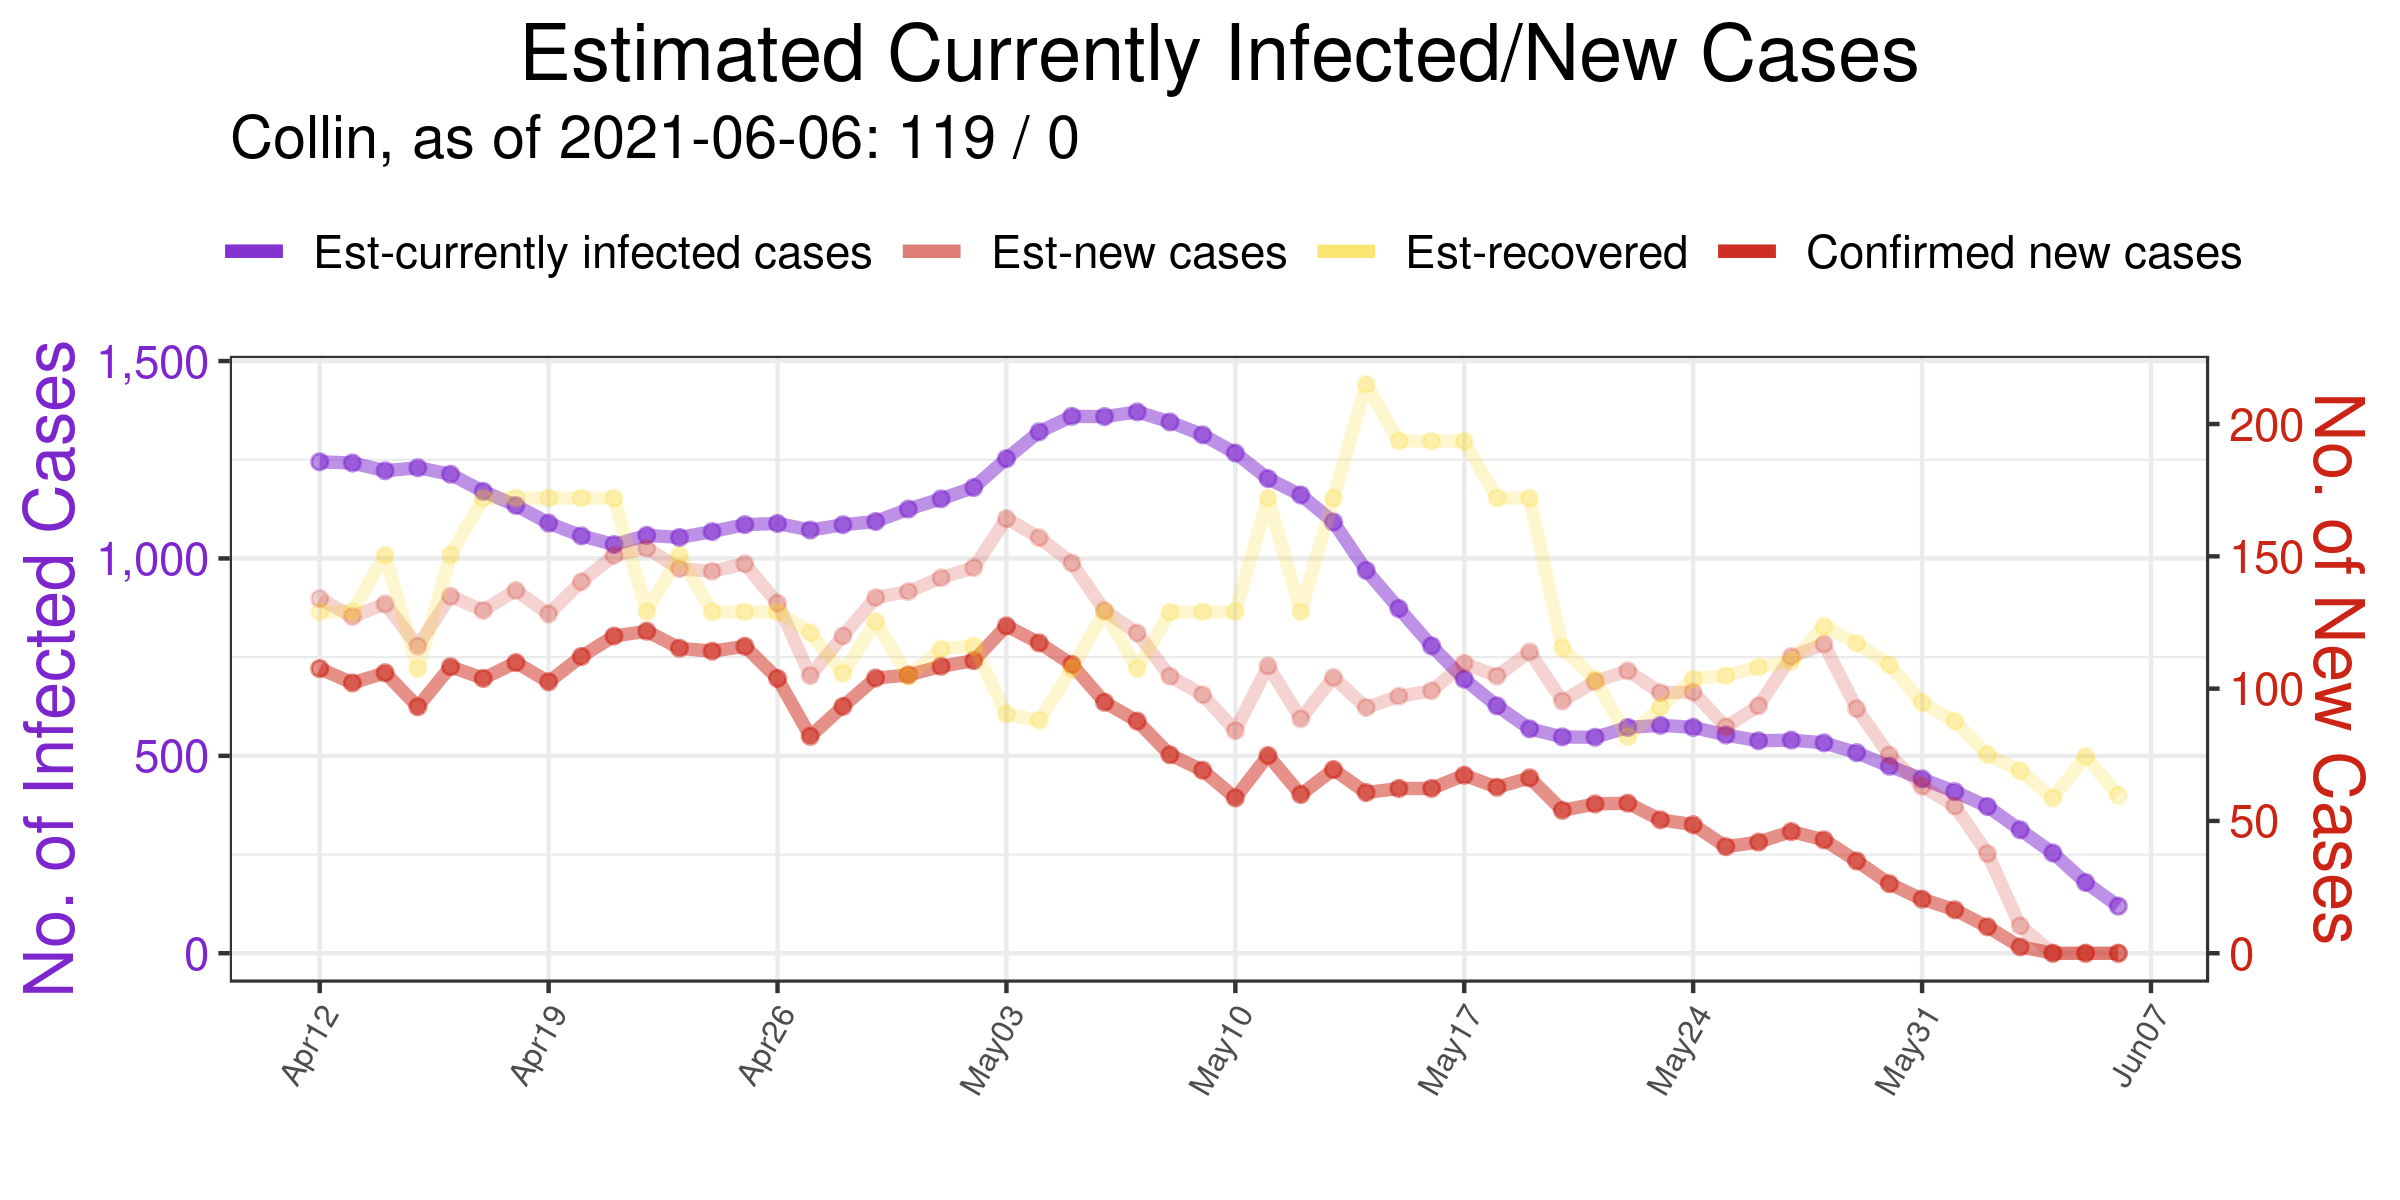 Estimated Currently Infected/New Cases
Collin, as of 2021-06-06: 119 / 0
Est-currently infected cases Est-new cases Est-recovered Confirmed new cases
No. of Infected Cases
1,500
1,000
500
0
200
150
100
50
0
No. of New Cases
Apr12 Apr19 Apr26 May03 May10 May17 May24 May31 Jun07